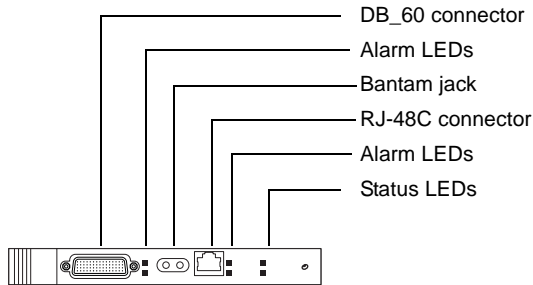 DB_60 connector
Alarm LEDs
Bantam jack
RJ-48C connector
Alarm LEDs
Status LEDs